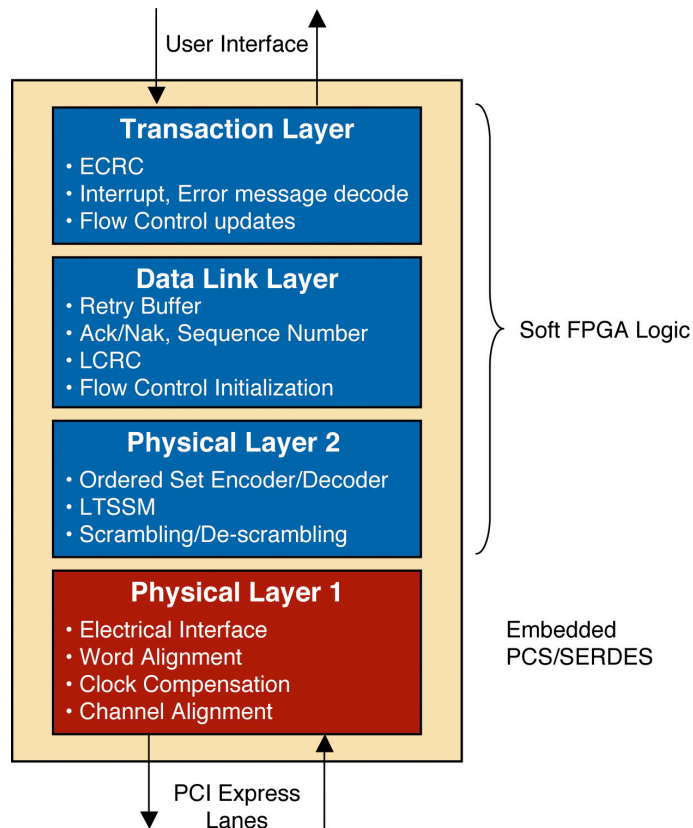 User Interface
Transaction Layer
• ECRC
• Interrupt, Error message decode
• Flow Control updates
Data Link Layer
• Retry Buffer
• Ack/Nak, Sequence Number
• LCRC
• Flow Control Initialization
Soft FPGA Logic
Physical Layer 2
• Ordered Set Encoder/Decoder
• LTSSM
• Scrambling/De-scrambling
Physical Layer 1
• Electrical Interface
• Word Alignment
• Clock Compensation
• Channel Alignment
Embedded
PCS/SERDES
PCI Express
Lanes